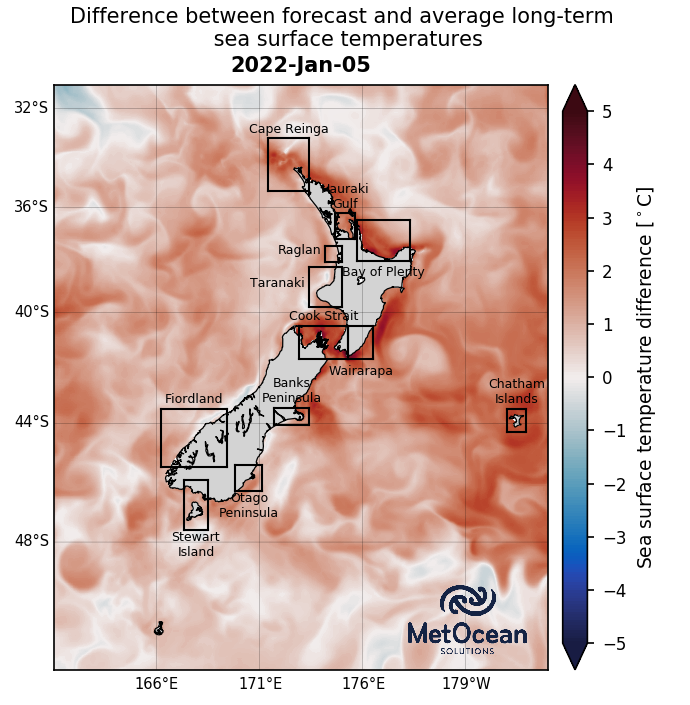 Difference between forecast and average long-term
sea surface temperatures
2022-Jan-05
32°S
36°S
40°S
44°S
48°S
Cape Reinga
Hauraki
Gulf
Raglan
Bay of Plenty
Taranaki
Cook Strait
Wairarapa
Banks
Peninsula
Fiordland
Chatham
Islands
Otago
Peninsula
Stewart
Island
MetOcean
SOLUTIONS
166°E
171°E
176°E
179°W
5
4
3
2
1
0
−1
−2
−3
−4
−5
Sea surface temperature difference [°C]